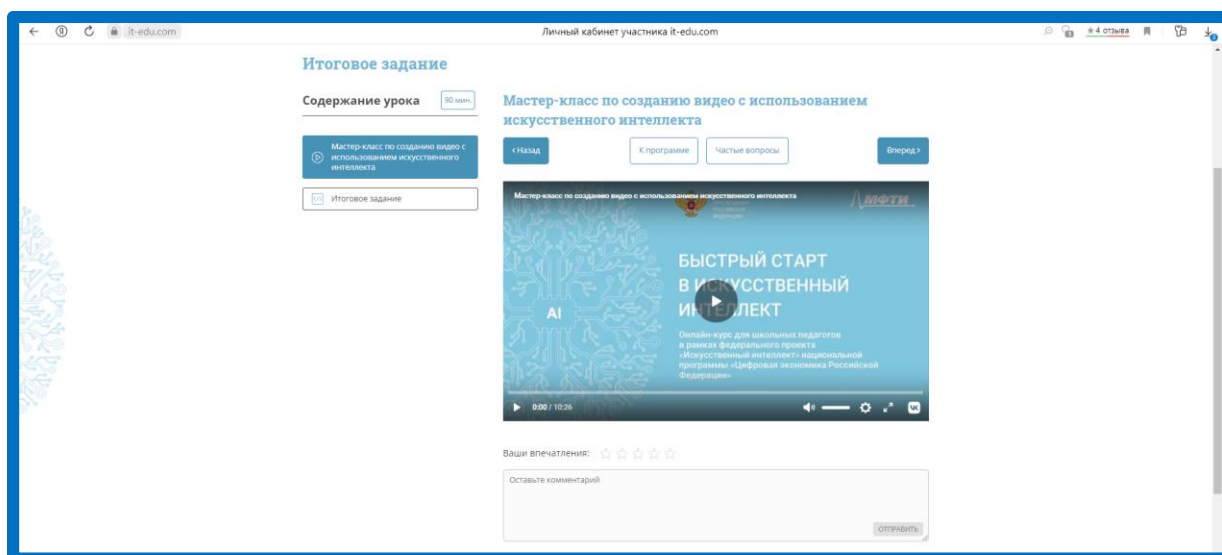 it-edu.com
Личный кабинет участника it-edu.com
4 отзыва
Итоговое задание
Содержание урока
90 мин.
Мастер-класс по созданию видео с
использованием искусственного
интеллекта
Итоговое задание
Мастер-класс по созданию видео с использованием
искусственного интеллекта
‹ Назад
К программе
Частые вопросы
Вперед ›
Мастер-класс по созданию видео с использованием искусственного интеллекта
МФТИ
AI
БЫСТРЫЙ СТАРТ
В ИСКУССТВЕННЫЙ
ИНТЕЛЛЕКТ
Онлайн-курс для школьных педагогов
в рамках федерального проекта
«Искусственный интеллект» национальной
программы «Цифровая экономика Российской
Федерации»
0:00 / 10:26
Ваши впечатления:
Оставьте комментарий
ОТПРАВИТЬ